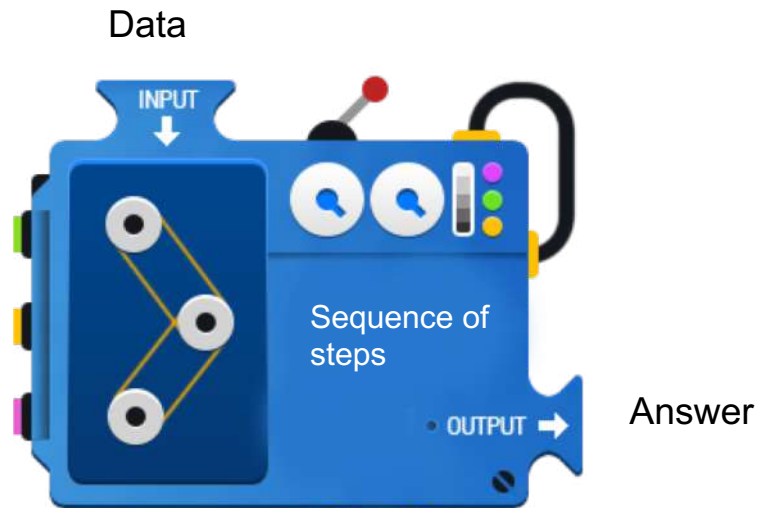 Data
INPUT
Sequence of
steps
OUTPUT
Answer